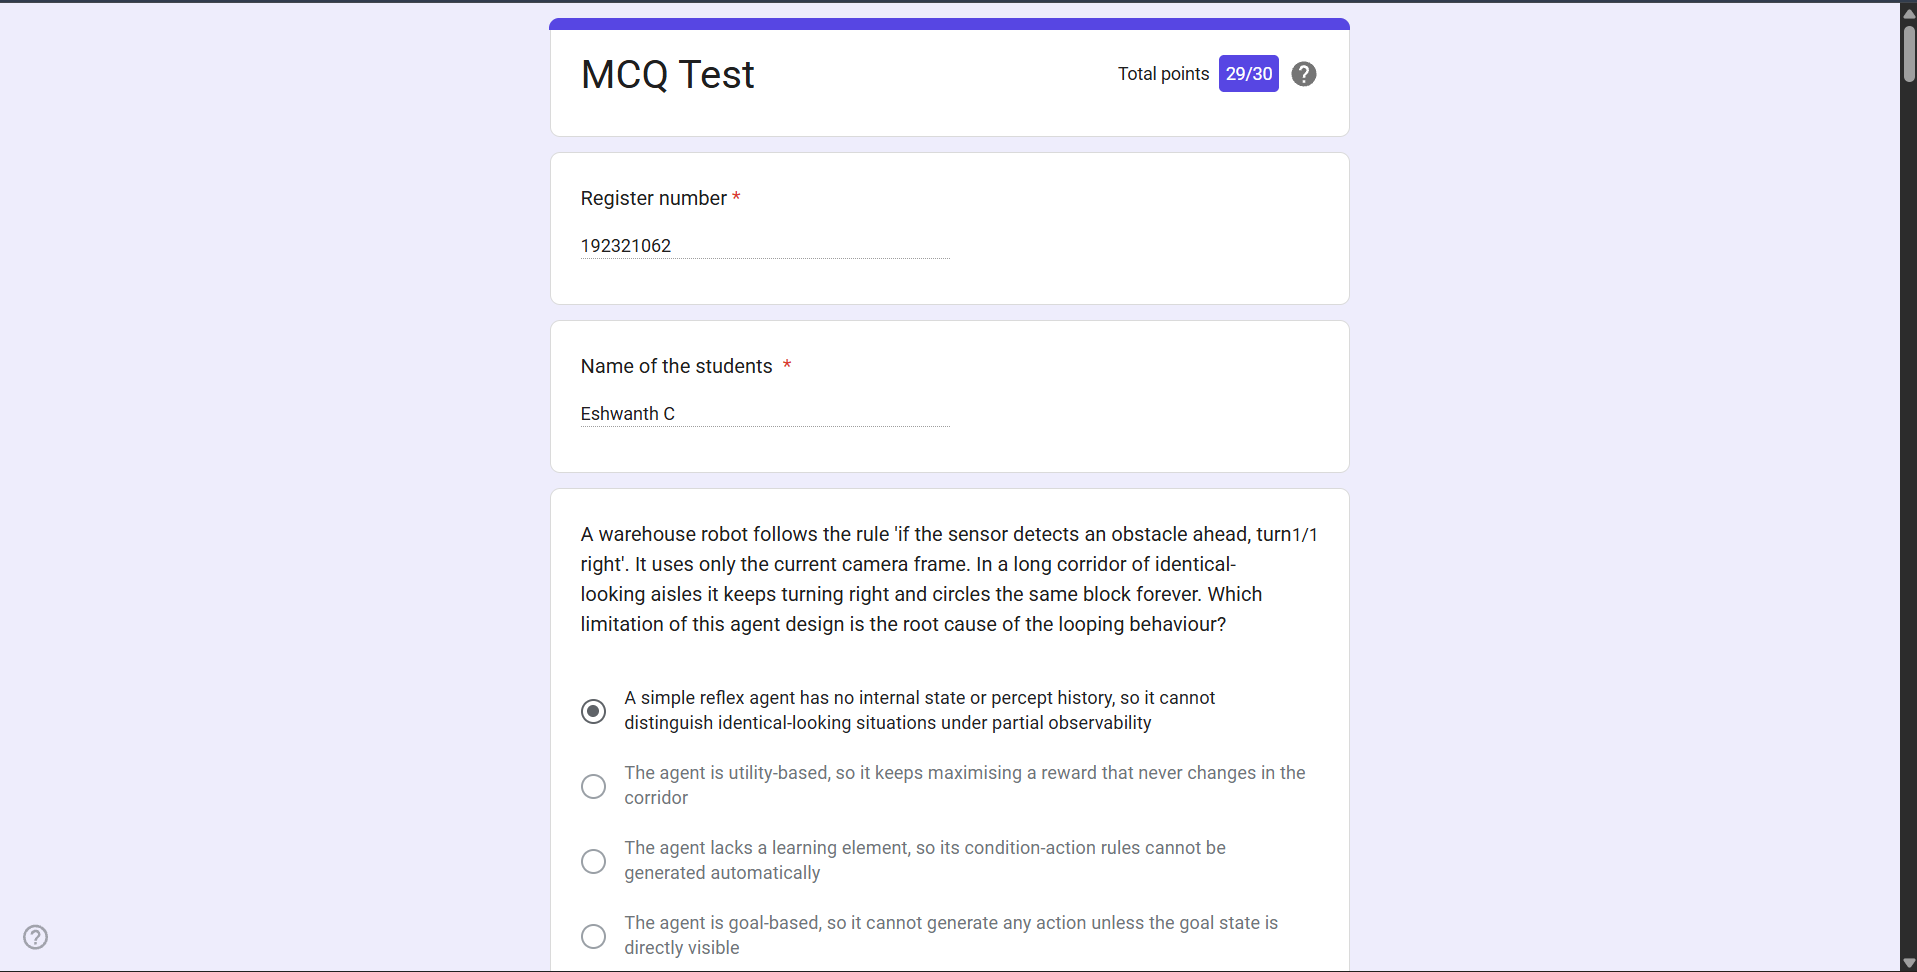 MCQ Test
Total points 29/30
Register number *
192321062
Name of the students *
Eshwanth C
A warehouse robot follows the rule 'if the sensor detects an obstacle ahead, turn 1/1
right'. It uses only the current camera frame. In a long corridor of identical-
looking aisles it keeps turning right and circles the same block forever. Which
limitation of this agent design is the root cause of the looping behaviour?
A simple reflex agent has no internal state or percept history, so it cannot
distinguish identical-looking situations under partial observability
The agent is utility-based, so it keeps maximising a reward that never changes in the
corridor
The agent lacks a learning element, so its condition-action rules cannot be
generated automatically
The agent is goal-based, so it cannot generate any action unless the goal state is
directly visible